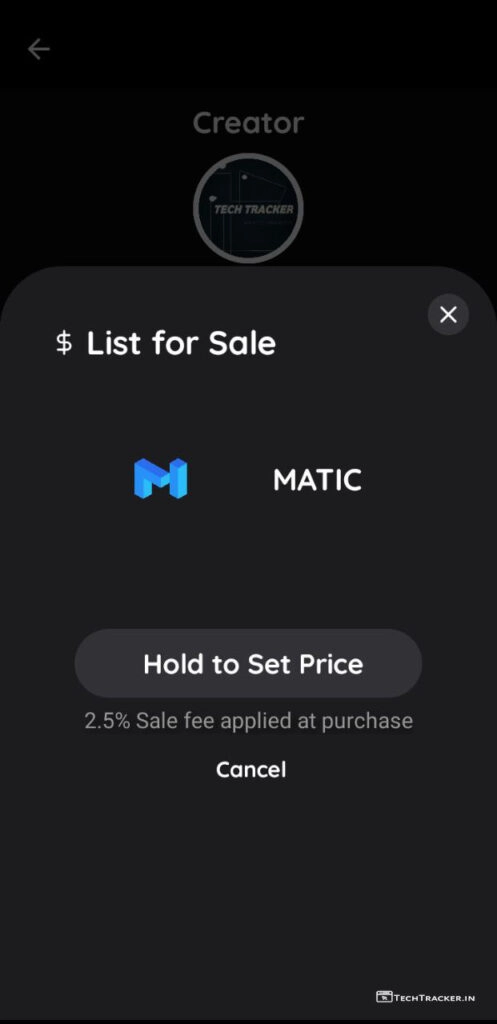 Creator
TECH TRACKER
$ List for Sale
MATIC
Hold to Set Price
2.5% Sale fee applied at purchase
Cancel
TECHTRACKER.IN